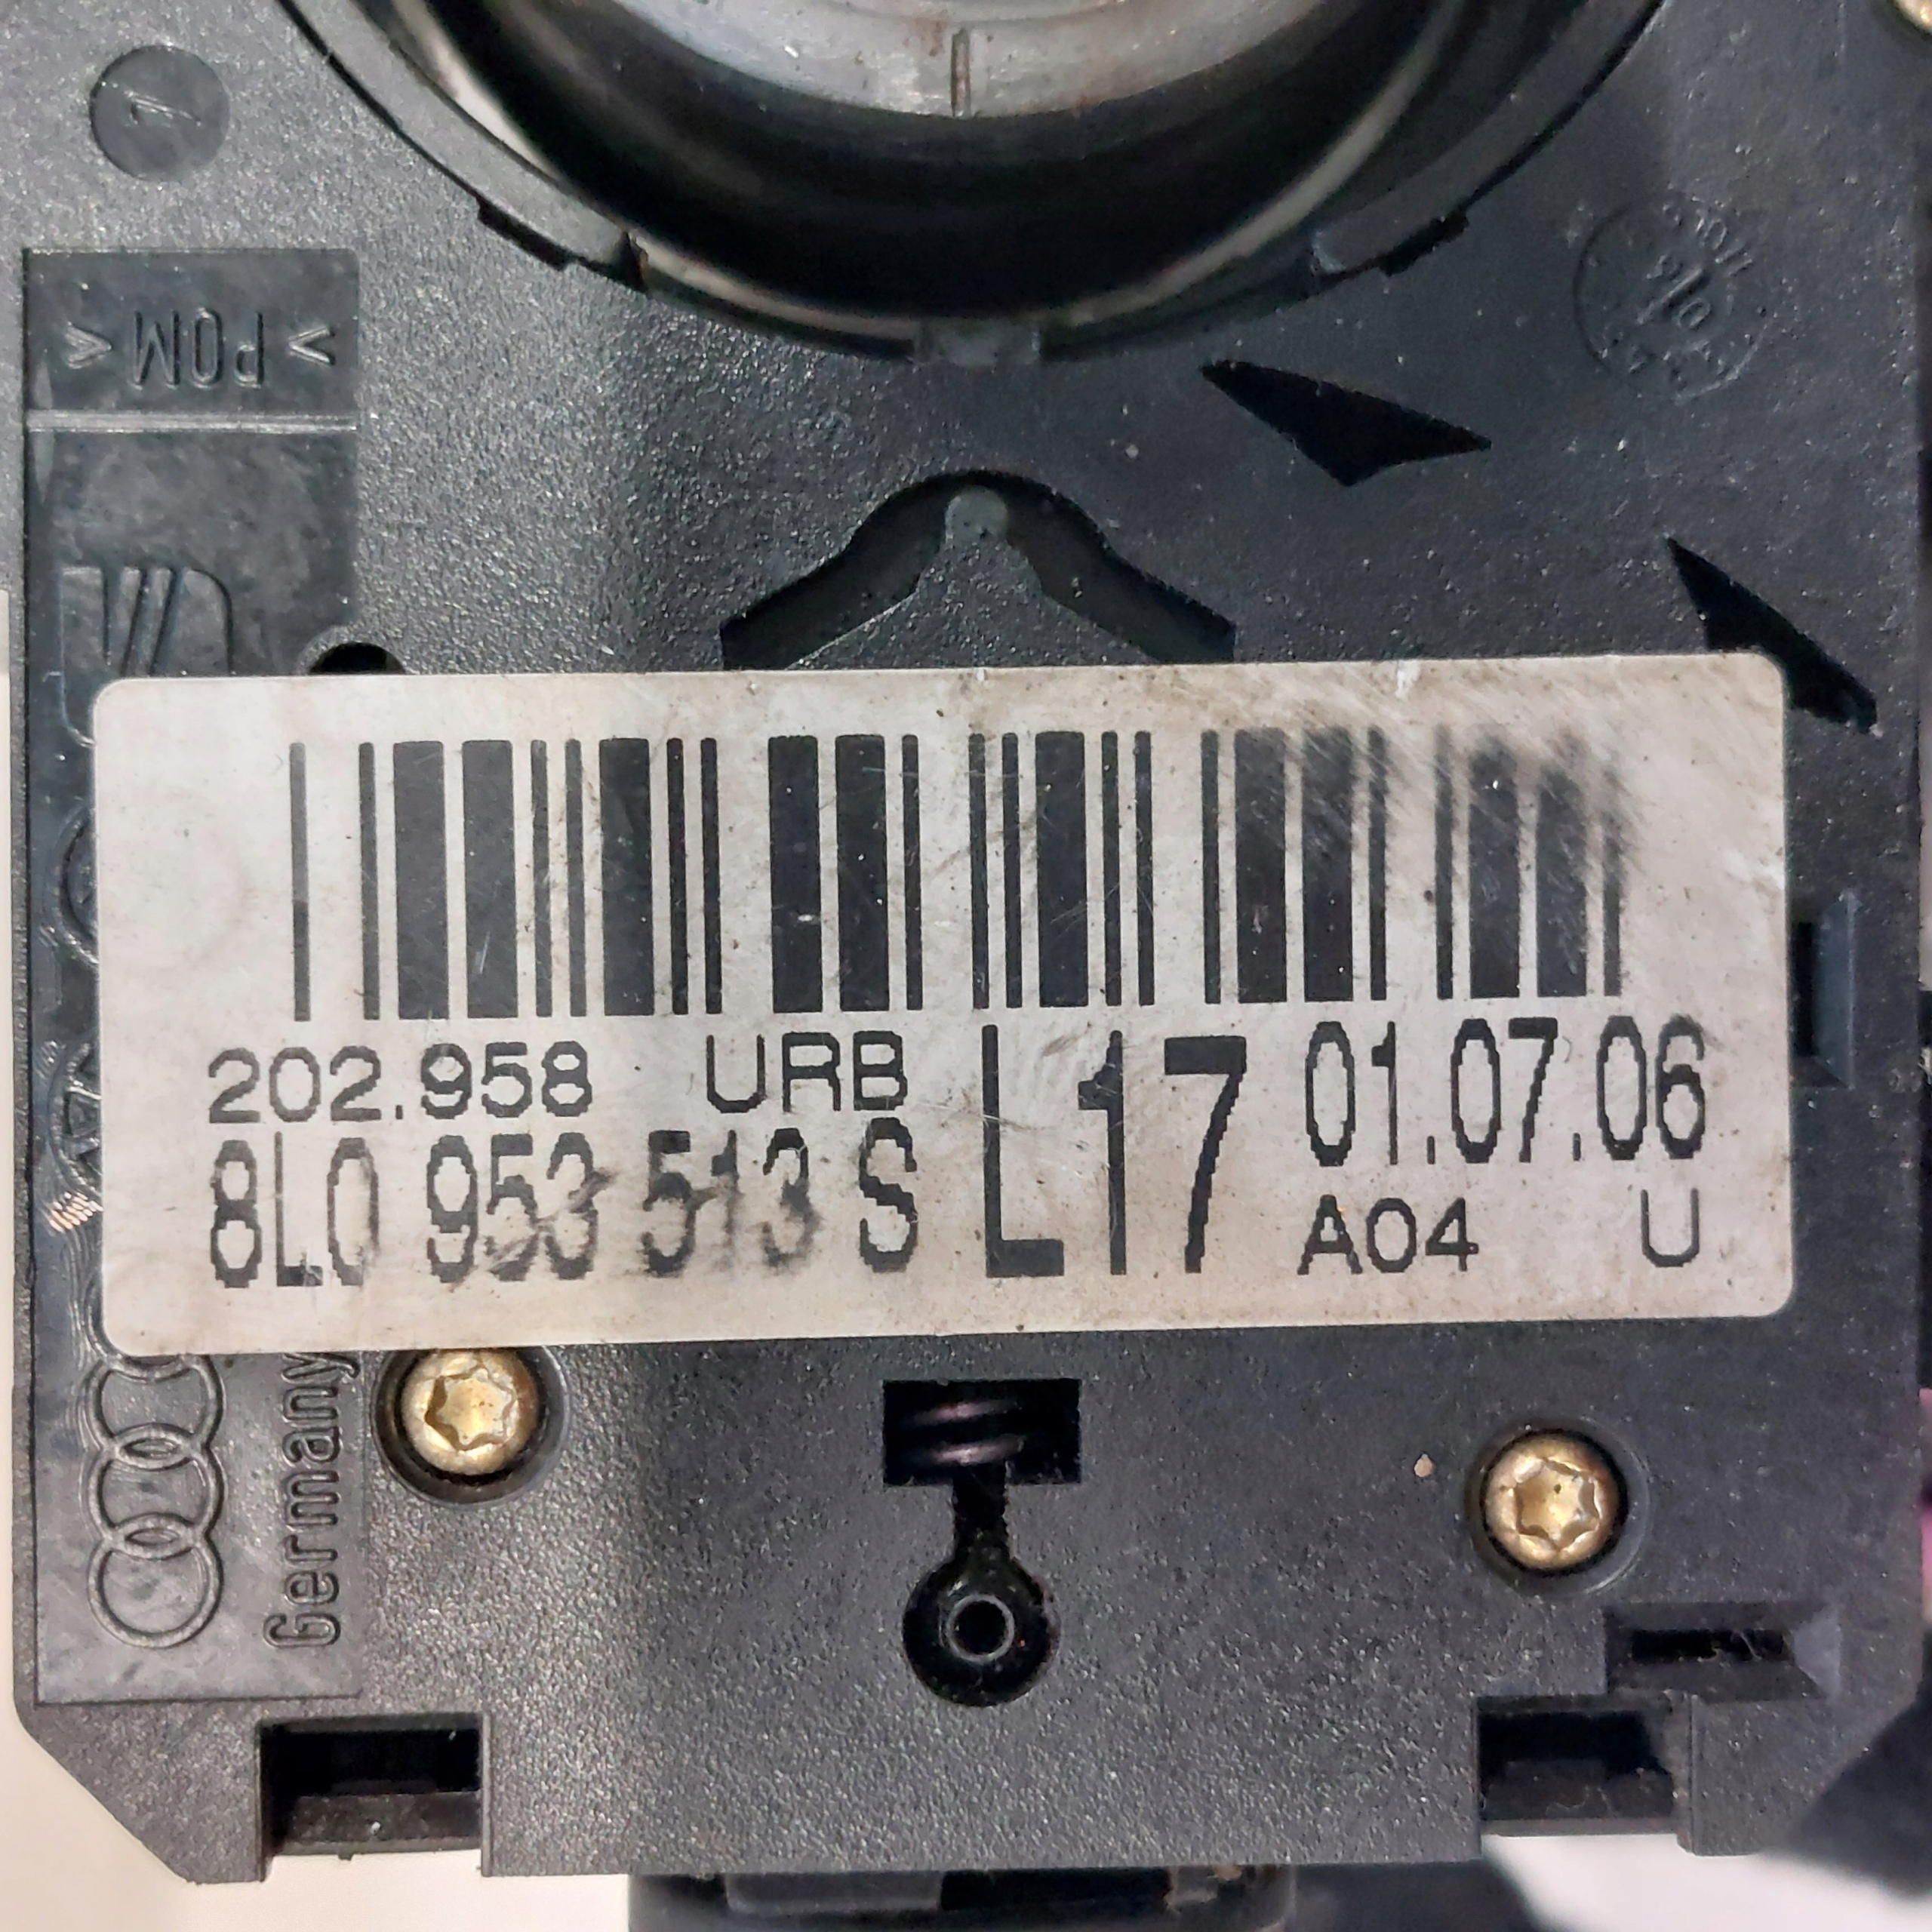 >POM<
202.958 URB L17 01.07.06
8L0 953 513 S A04 U
Germany